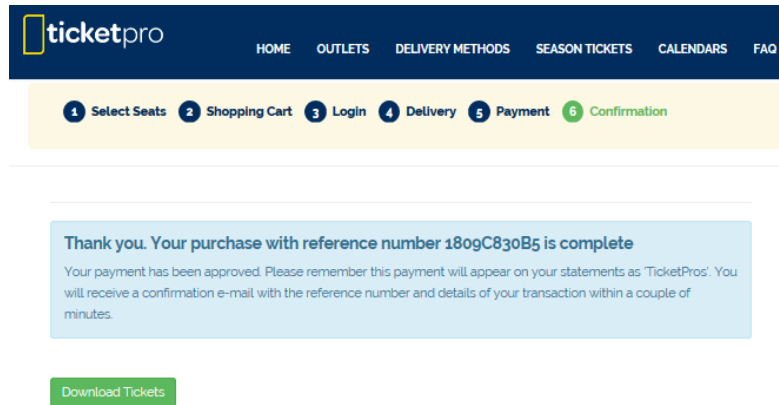 ticketpro
HOME OUTLETS DELIVERY METHODS SEASON TICKETS CALENDARS FAQ
1 Select Seats 2 Shopping Cart 3 Login 4 Delivery 5 Payment 6 Confirmation
Thank you. Your purchase with reference number 1809C830B5 is complete
Your payment has been approved. Please remember this payment will appear on your statements as 'TicketPros'. You
will receive a confirmation e-mail with the reference number and details of your transaction within a couple of
minutes.
Download Tickets